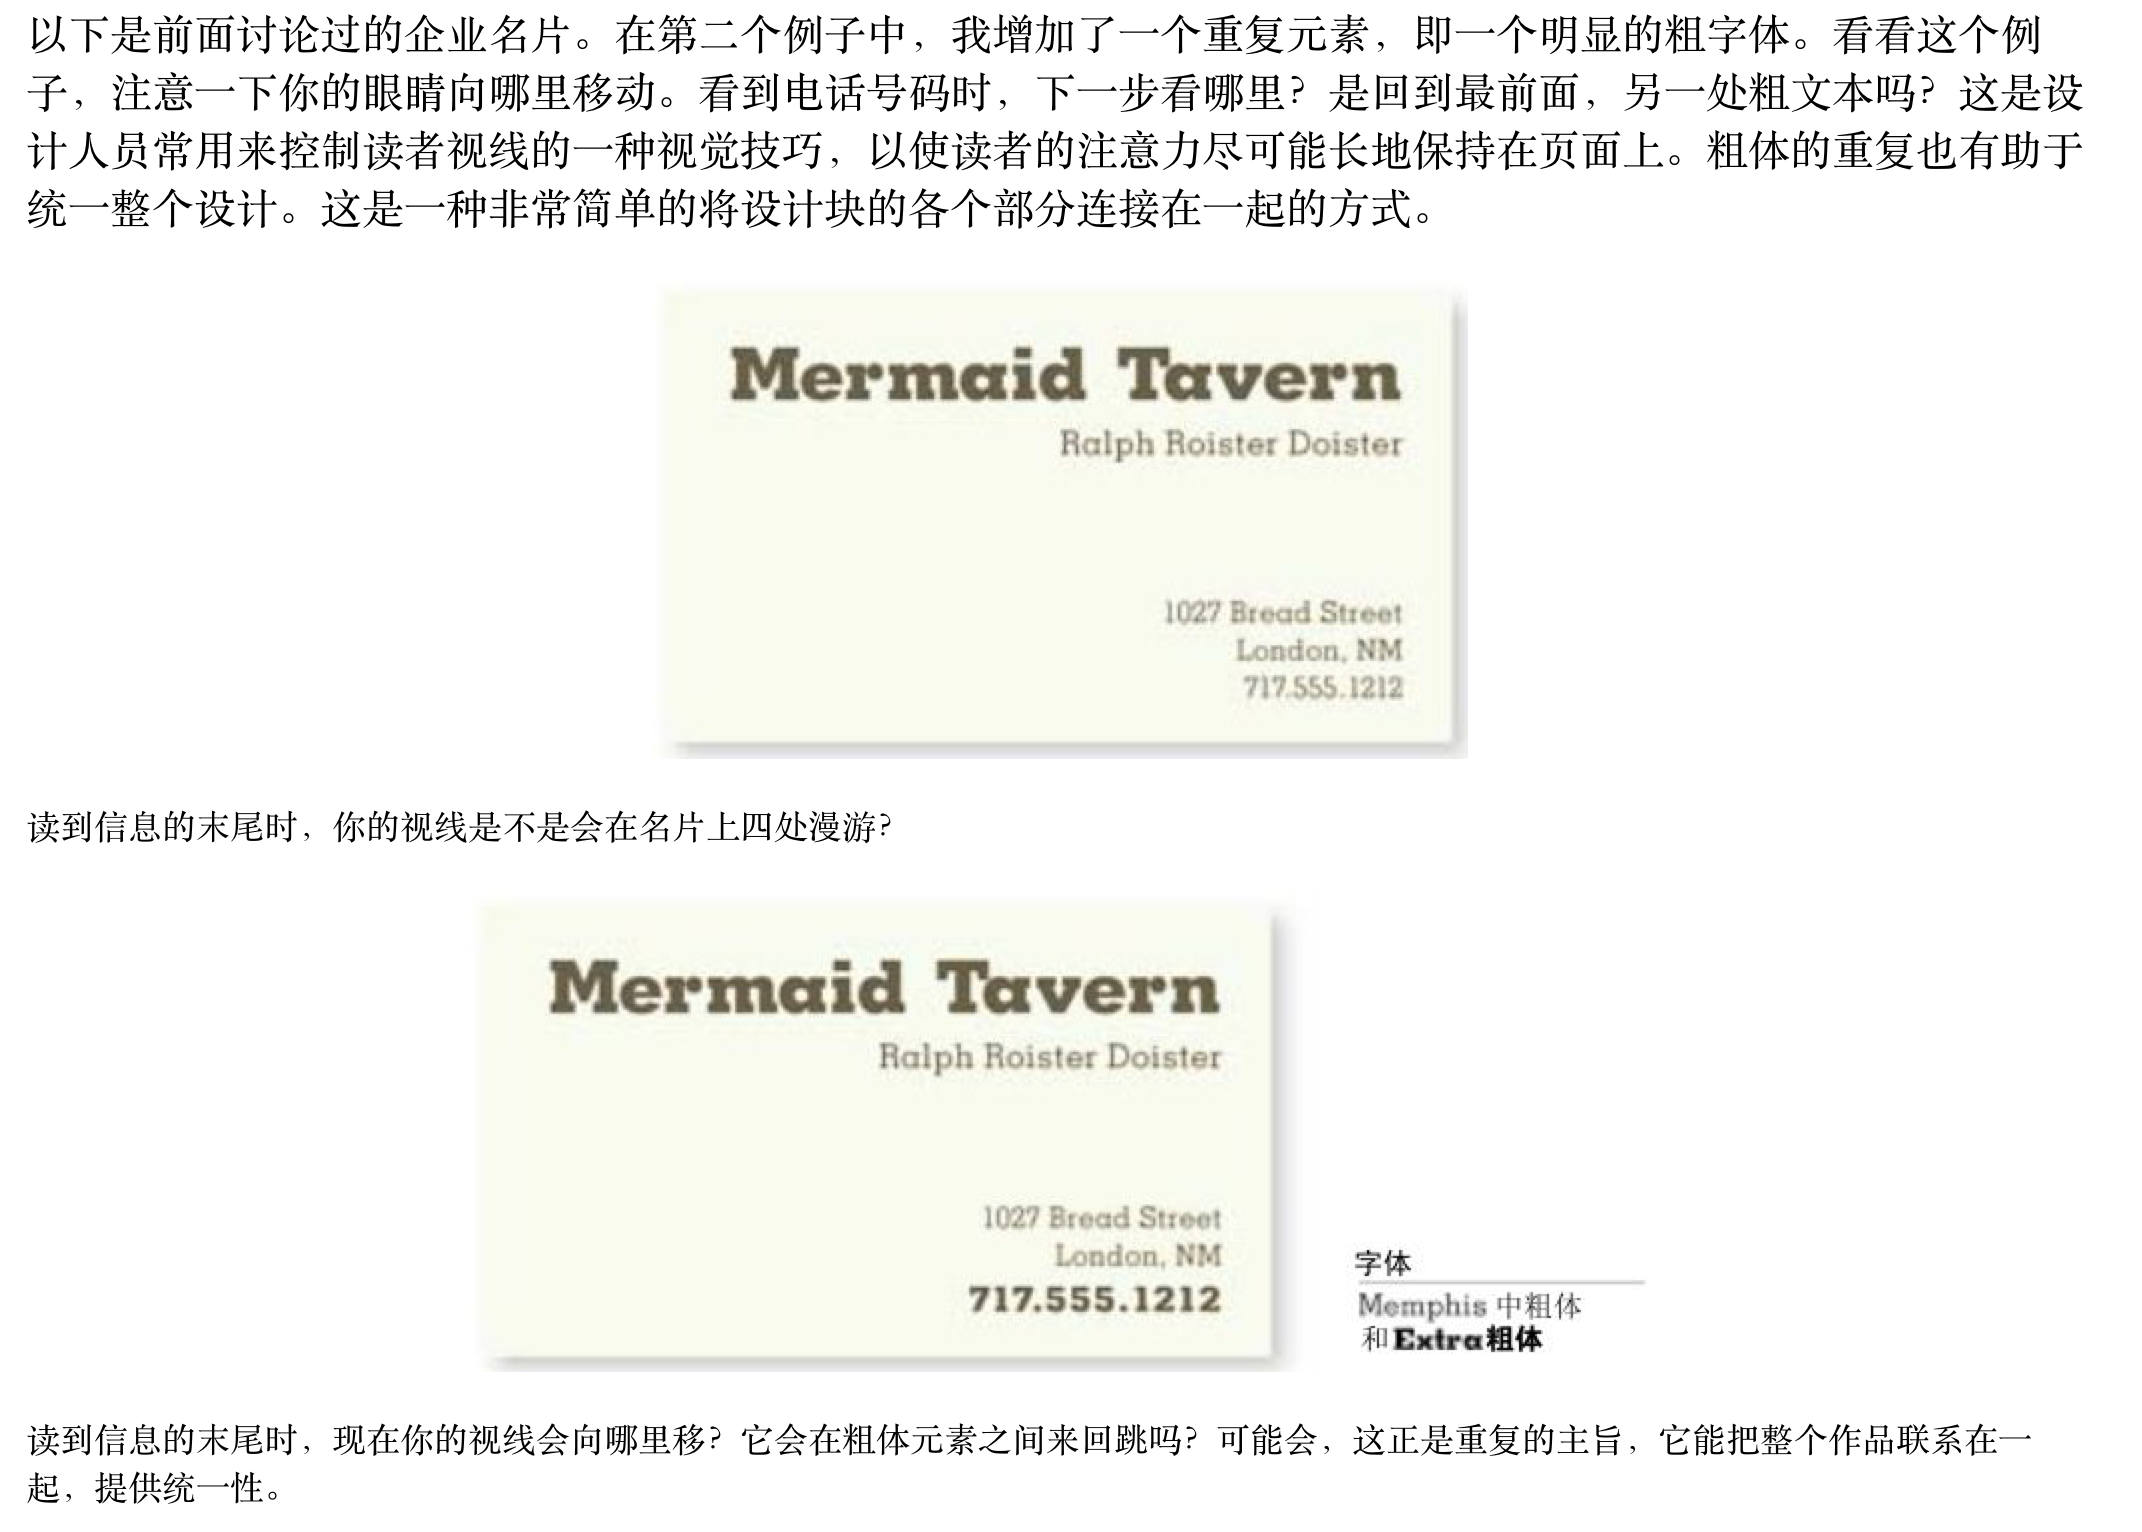 以下是前面讨论过的企业名片。在第二个例子中，我增加了一个重复元素，即一个明显的粗字体。看看这个例
子，注意一下你的眼睛向哪里移动。看到电话号码时，下一步看哪里？是回到最前面，另一处粗文本吗？这是设
计人员常用来控制读者视线的一种视觉技巧，以使读者的注意力尽可能长地保持在页面上。粗体的重复也有助于
统一整个设计。这是一种非常简单的将设计块的各个部分连接在一起的方式。
Mermaid Tavern
Ralph Roister Doister
1027 Bread Street
London, NM
717.555.1212
读到信息的末尾时，你的视线是不是会在名片上四处漫游？
Mermaid Tavern
Ralph Roister Doister
1027 Bread Street
London, NM
717.555.1212
字体
Memphis 中粗体
和Extra粗体
读到信息的末尾时，现在你的视线会向哪里移？它会在粗体元素之间来回跳吗？可能会，这正是重复的主旨，它能把整个作品联系在一
起，提供统一性。